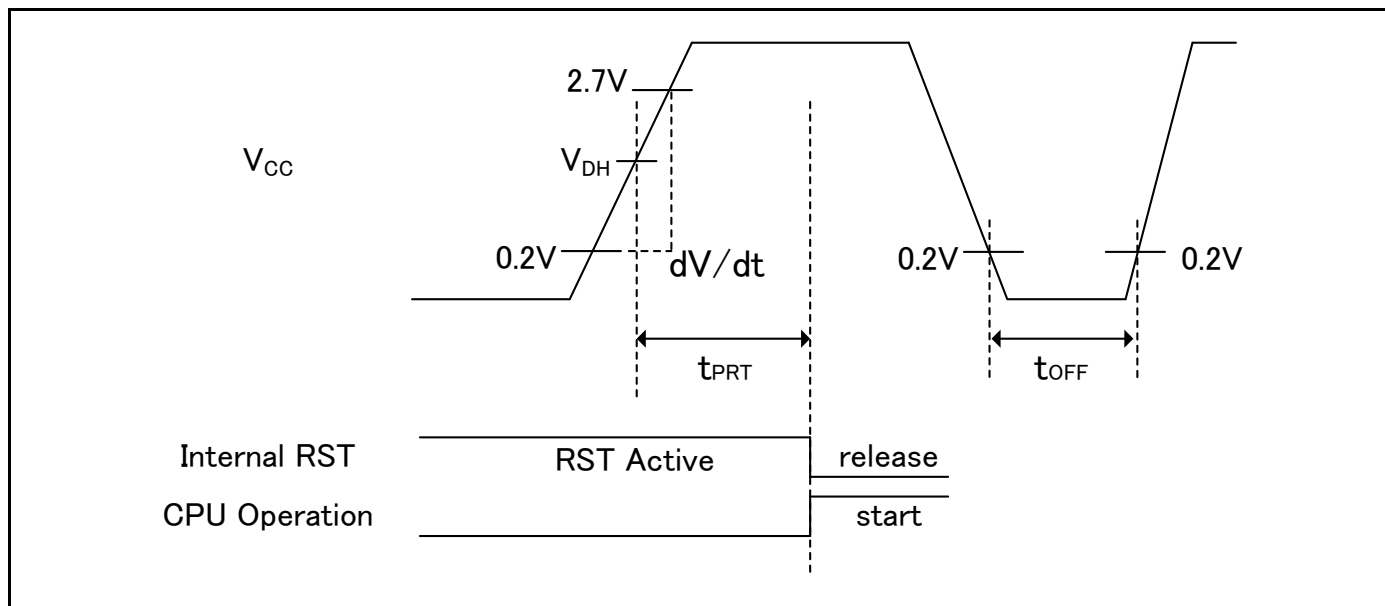 2.7V
VCC
VDH
0.2V
dV/dt
0.2V
0.2V
tPRT
tOFF
Internal RST
RST Active
release
CPU Operation
start